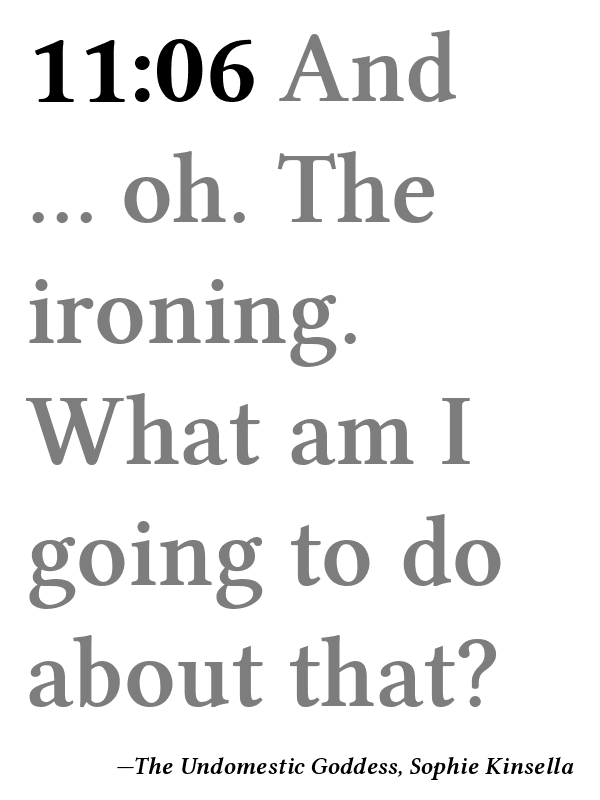 11:06 And
... oh. The
ironing.
What am I
going to do
about that?
—The Undomestic Goddess, Sophie Kinsella